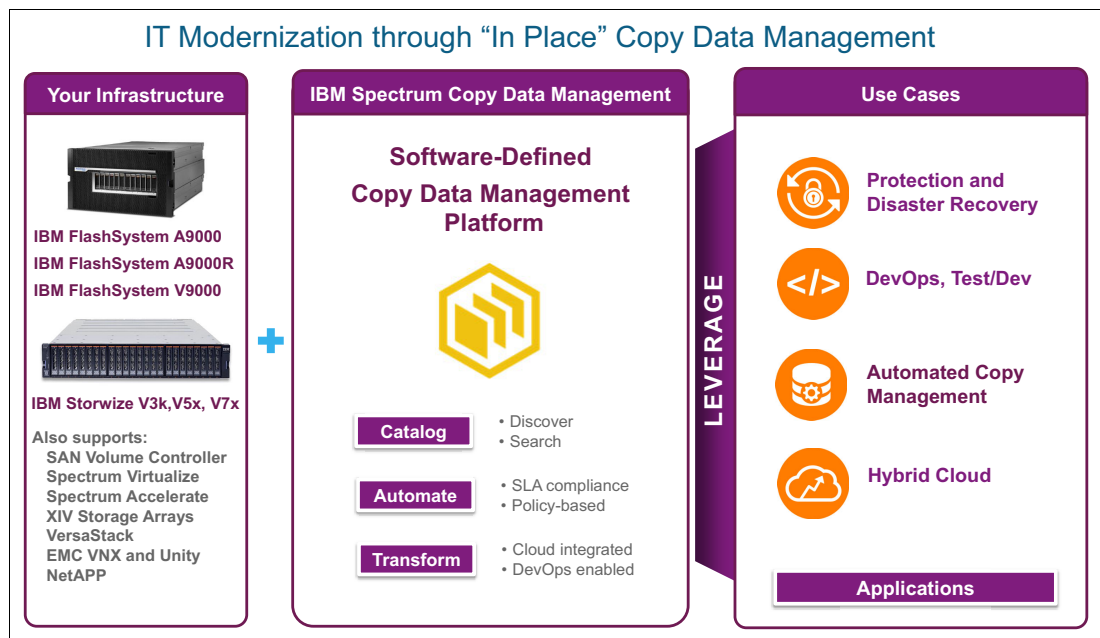 IT Modernization through “In Place” Copy Data Management
Your Infrastructure
IBM FlashSystem A9000
IBM FlashSystem A9000R
IBM FlashSystem V9000
IBM Storwize V3k,V5x, V7x
Also supports:
SAN Volume Controller
Spectrum Virtualize
Spectrum Accelerate
XIV Storage Arrays
VersaStack
EMC VNX and Unity
NetAPP
IBM Spectrum Copy Data Management
Software-Defined
Copy Data Management
Platform
Catalog
• Discover
• Search
Automate
• SLA compliance
• Policy-based
Transform
• Cloud integrated
• DevOps enabled
LEVERAGE
Use Cases
Protection and
Disaster Recovery
</>
DevOps, Test/Dev
Automated Copy
Management
Hybrid Cloud
Applications